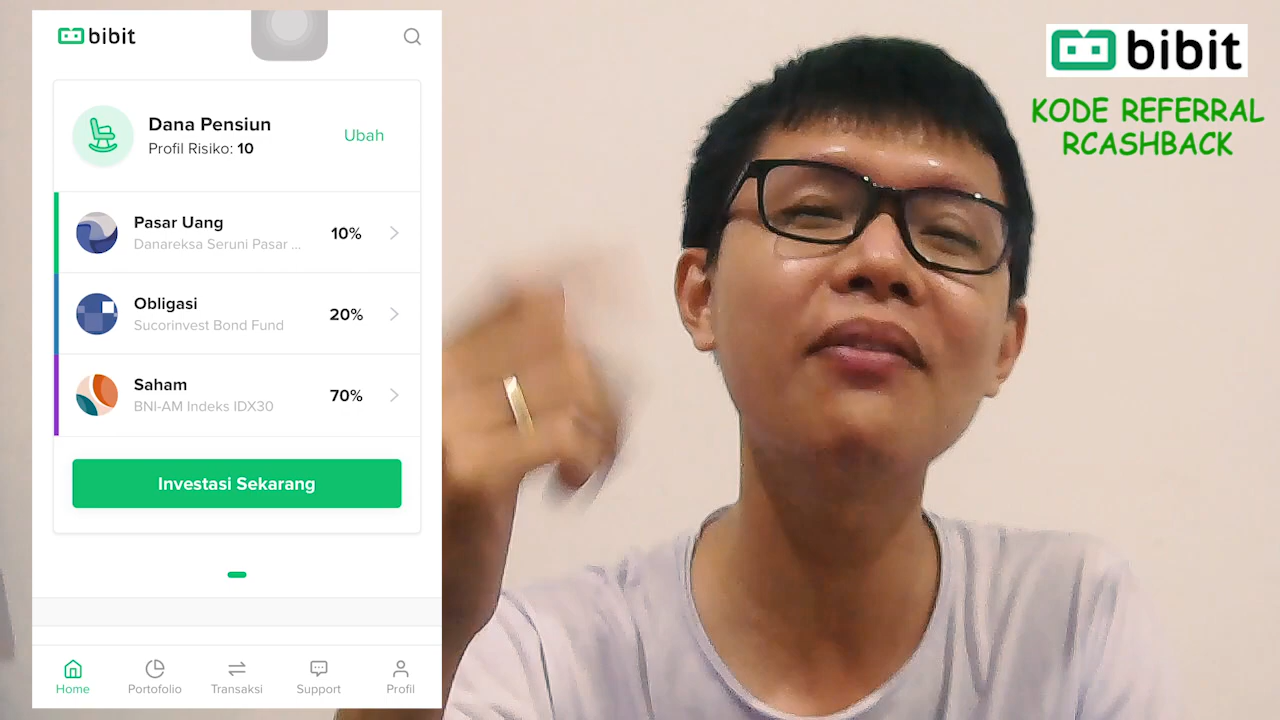 bibit
Dana Pensiun
Profil Risiko: 10
Ubah
Pasar Uang
Danareksa Seruni Pasar ...
10%
Obligasi
Sucorinvest Bond Fund
20%
Saham
BNI-AM Indeks IDX30
70%
Investasi Sekarang
Home
Portofolio
Transaksi
Support
Profil
bibit
KODE REFERRAL
RCASHBACK